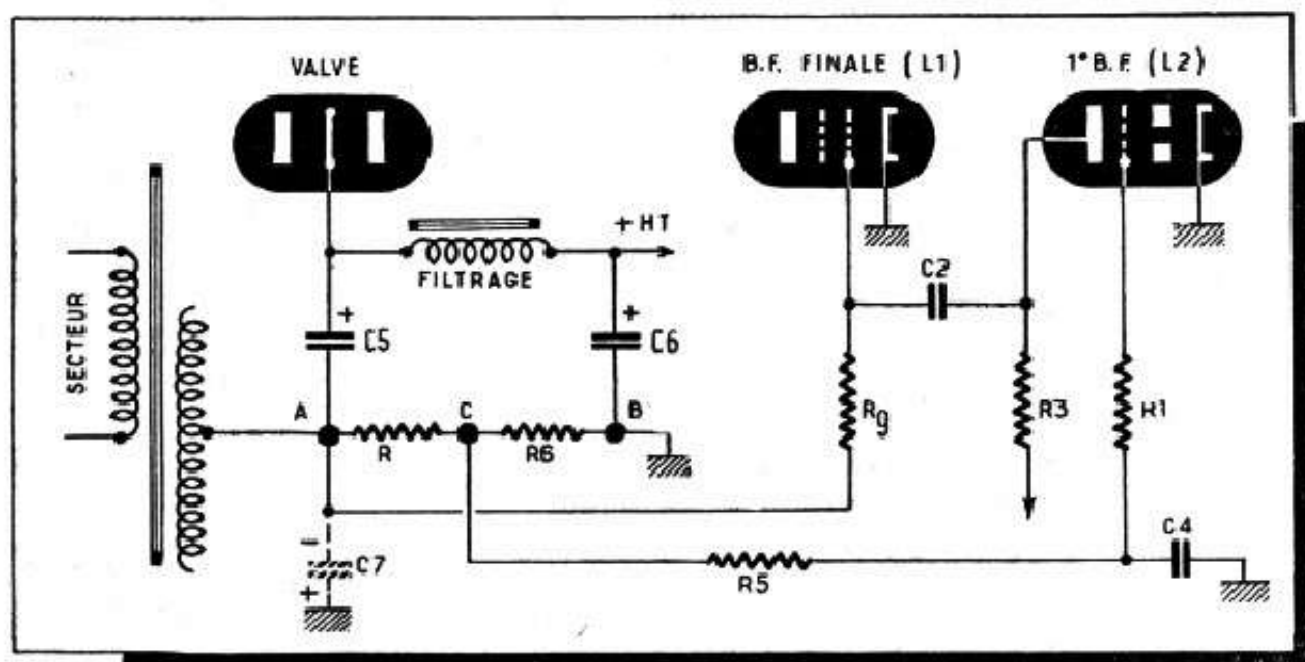 VALVE
B.F. FINALE (L1)
1° B.F. (L2)
SECTEUR
+ HT
FILTRAGE
+
C5
+
C6
C2
A
R
C
R6
B
Rg
R3
R1
−
C7
+
R5
C4